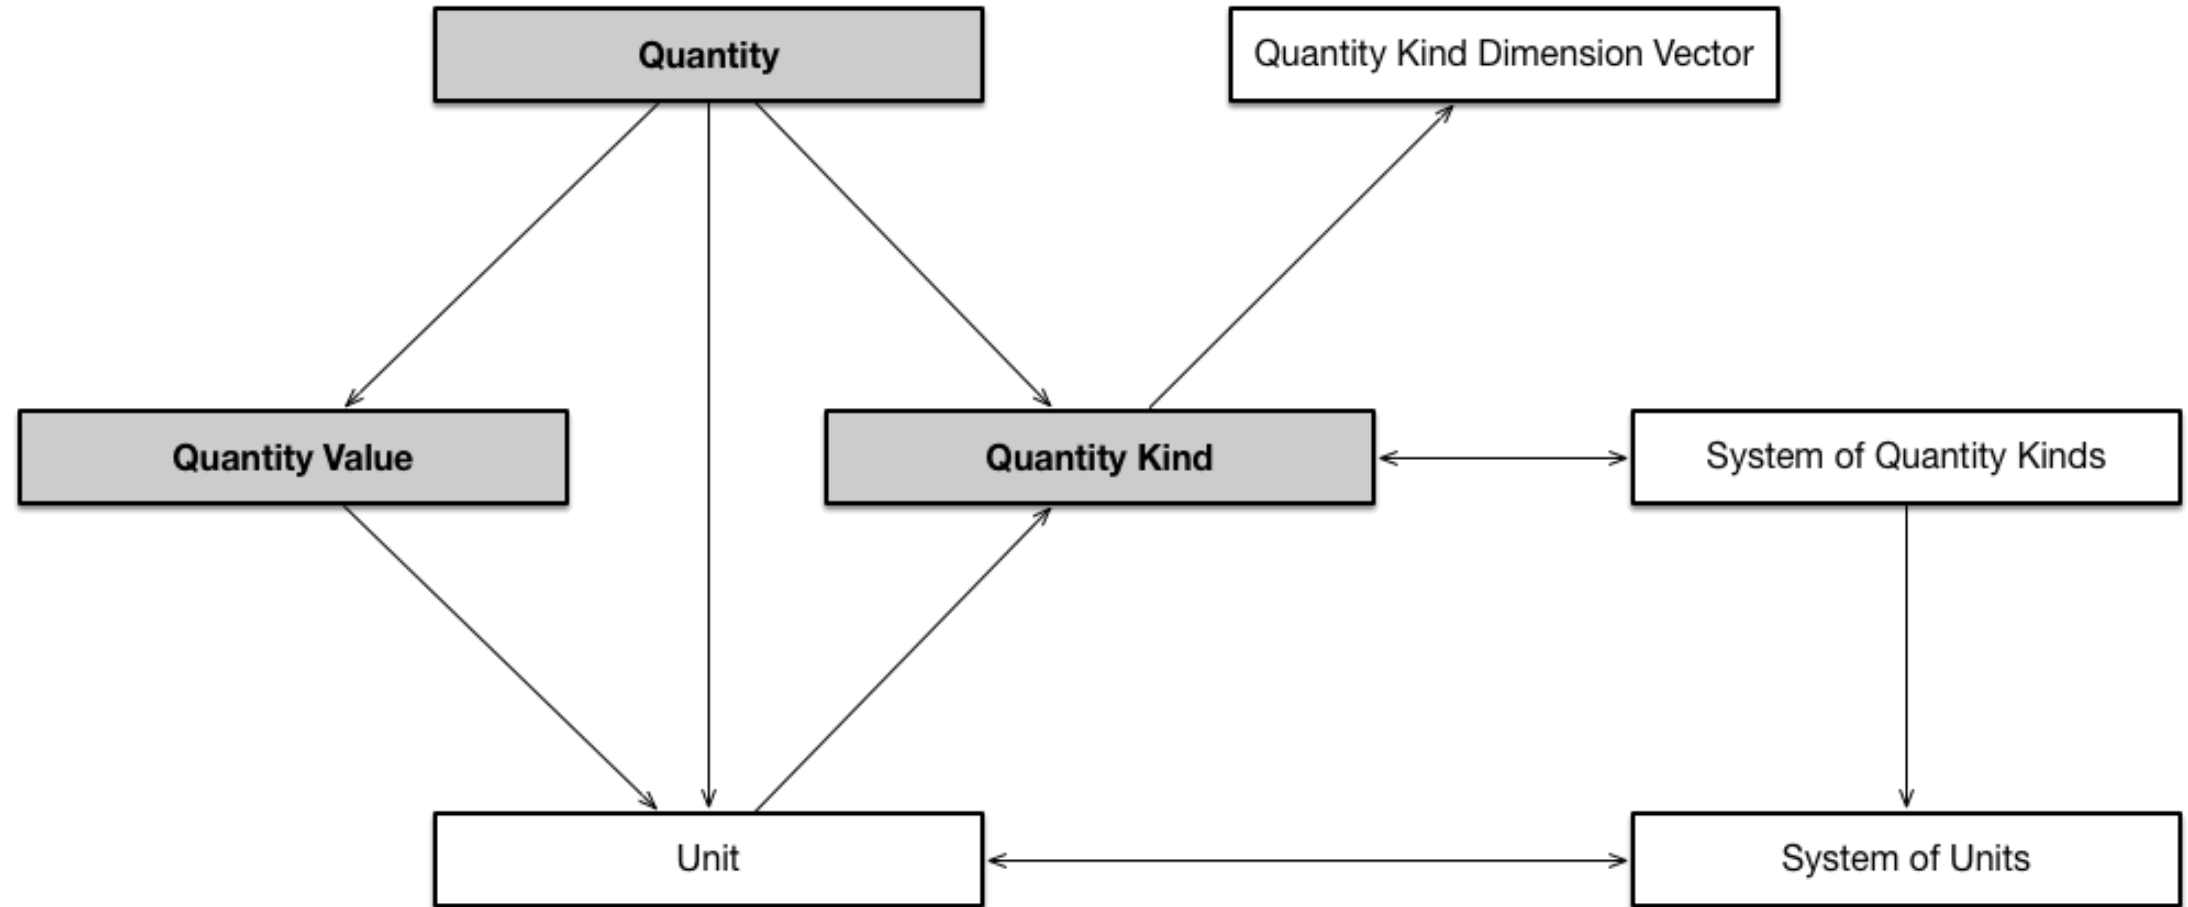 Quantity
Quantity Kind Dimension Vector
Quantity Value
Quantity Kind
System of Quantity Kinds
Unit
System of Units